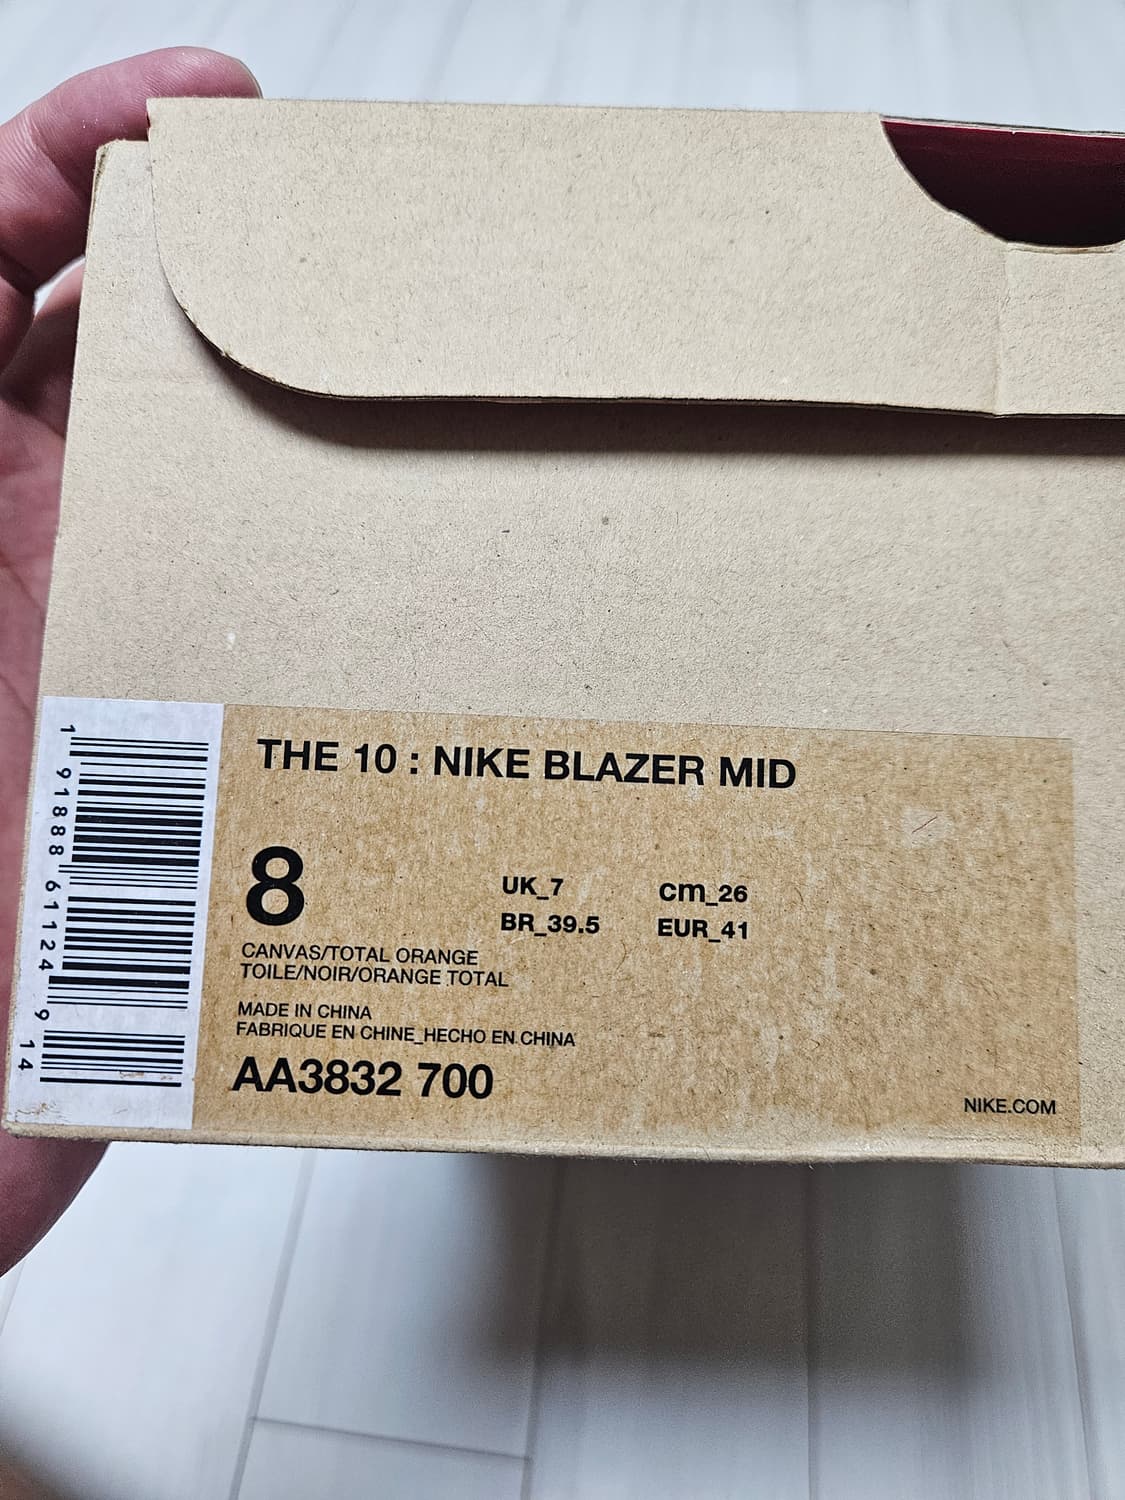 THE 10 : NIKE BLAZER MID
8
UK_7 cm_26
BR_39.5 EUR_41
CANVAS/TOTAL ORANGE
TOILE/NOIR/ORANGE TOTAL
MADE IN CHINA
FABRIQUE EN CHINE_HECHO EN CHINA
AA3832 700
NIKE.COM
1 91888 61124 9 14